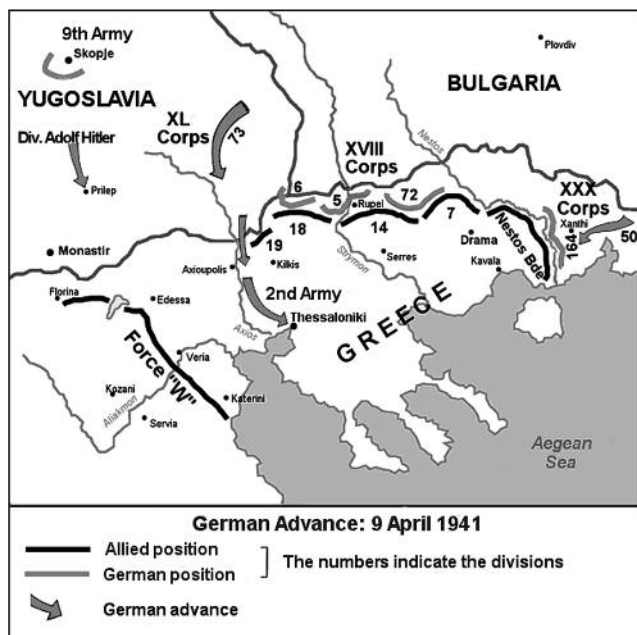 9th Army
Skopje
Plovdiv
YUGOSLAVIA
BULGARIA
XL
Corps
73
Div. Adolf Hitler
Prilep
XVIII
Corps
Nestos
6
5
Rupel
72
XXX
Corps
Xanthi
50
164
18
19
14
7
Nestos Bde
Monastir
Axioupolis
Kilkis
Strymon
Serres
Drama
Kavala
2nd Army
Thessaloniki
GREECE
Florina
Edessa
Axios
Force "W"
Veria
Kozani
Aliakmon
Servia
Katerini
Aegean
Sea
German Advance: 9 April 1941
Allied position
German position
The numbers indicate the divisions
German advance